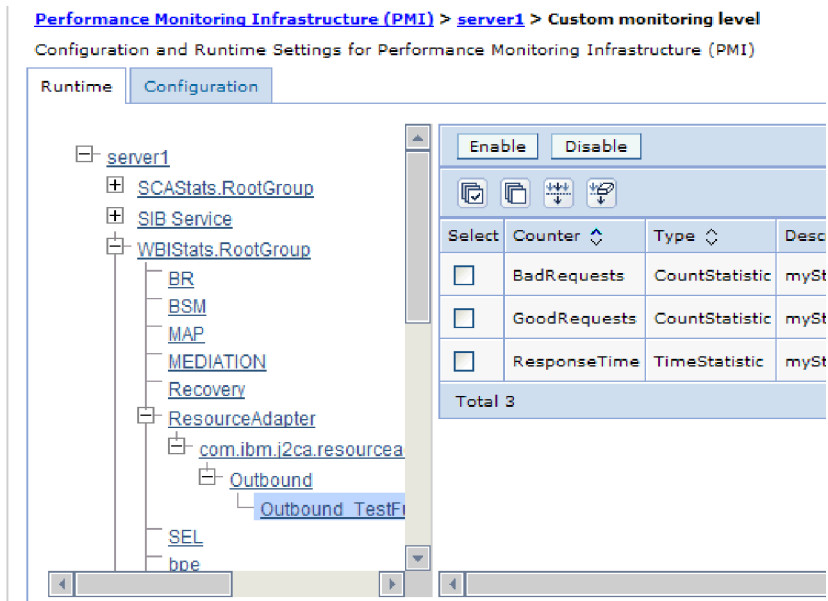 Performance Monitoring Infrastructure (PMI) > server1 > Custom monitoring level
Configuration and Runtime Settings for Performance Monitoring Infrastructure (PMI)
Runtime
Configuration
server1
SCAStats.RootGroup
SIB Service
WBIStats.RootGroup
BR
BSM
MAP
MEDIATION
Recovery
ResourceAdapter
com.ibm.j2ca.resourcea
Outbound
Outbound_TestFu
SEL
bpe
Enable Disable
Select Counter Type Desc
BadRequests CountStatistic mySt
GoodRequests CountStatistic mySt
ResponseTime TimeStatistic mySt
Total 3